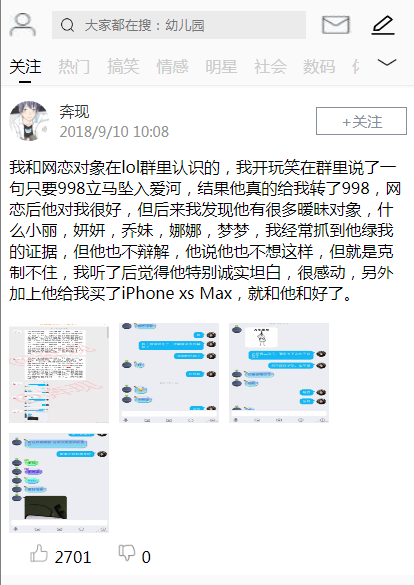 大家都在搜：幼儿园
关注 热门 搞笑 情感 明星 社会 数码
奔现
2018/9/10 10:08
+关注
我和网恋对象在lol群里认识的，我开玩笑在群里说了一
句只要998立马坠入爱河，结果他真的给我转了998，网
恋后他对我很好，但后来我发现他有很多暧昧对象，什
么小丽，妍妍，乔妹，娜娜，梦梦，我经常抓到他绿我
的证据，但他也不辩解，他说他也不想这样，但就是克
制不住，我听了后觉得他特别诚实坦白，很感动，另外
加上他给我买了iPhone xs Max，就和他和好了。
2701
0